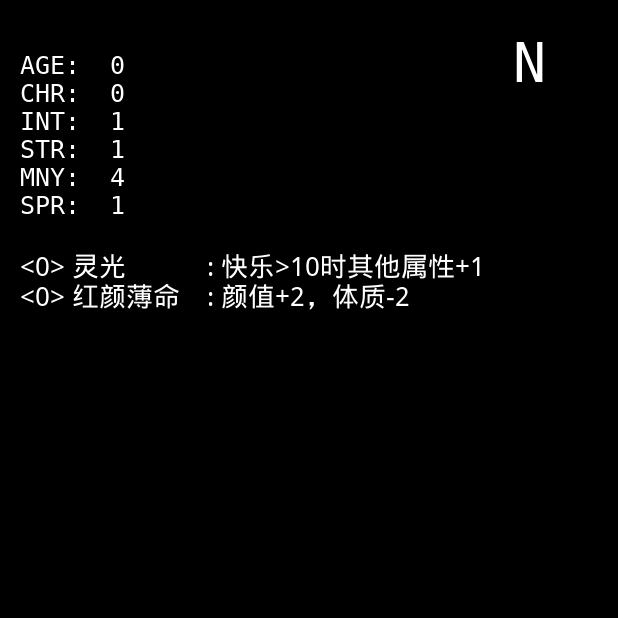 N
AGE: 0
CHR: 0
INT: 1
STR: 1
MNY: 4
SPR: 1
<0> 灵光 : 快乐>10时其他属性+1
<0> 红颜薄命 : 颜值+2，体质-2